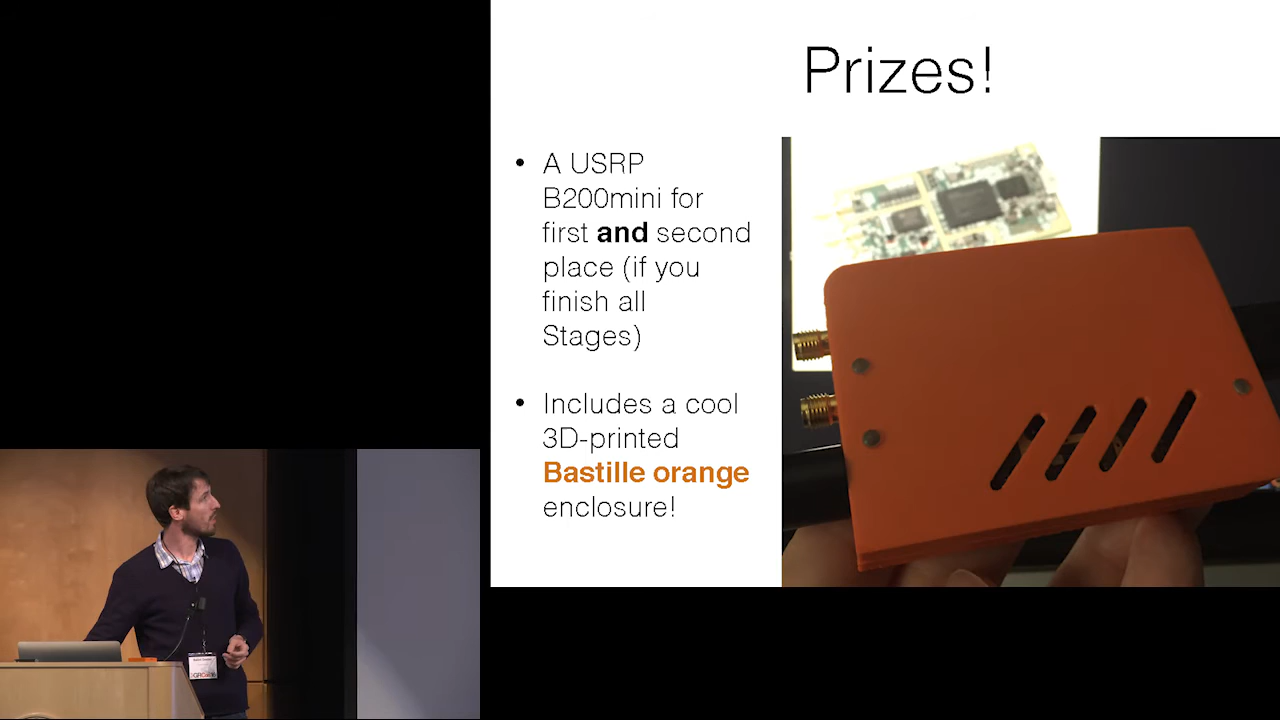 Prizes!
• A USRP
B200mini for
first and second
place (if you
finish all
Stages)
• Includes a cool
3D-printed
Bastille orange
enclosure!